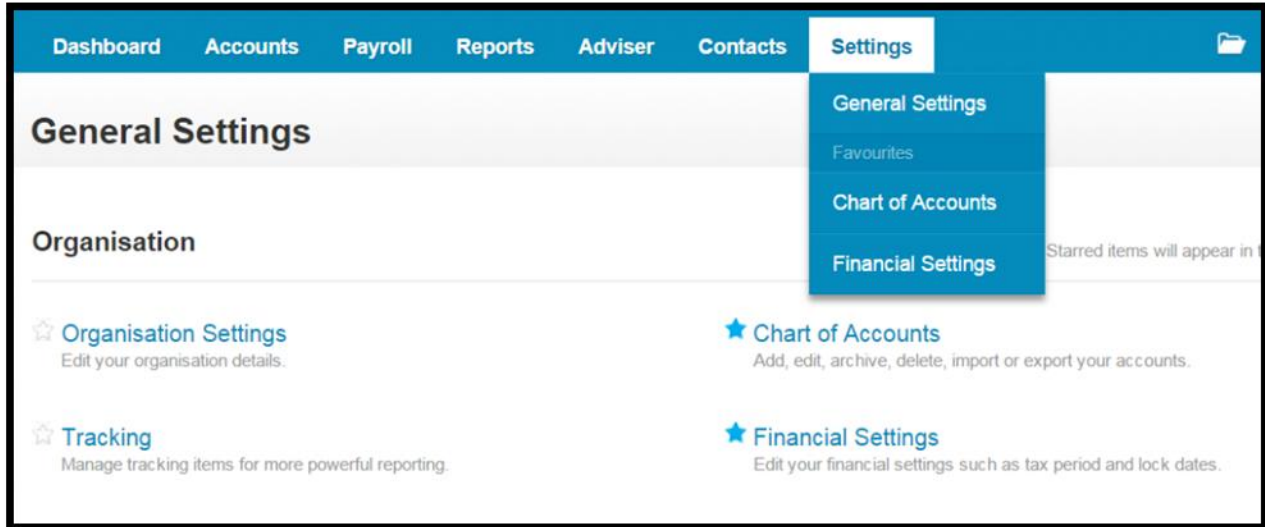 Dashboard Accounts Payroll Reports Adviser Contacts Settings
General Settings
Favourites
Chart of Accounts
Financial Settings
General Settings
Organisation
Starred items will appear in
Organisation Settings
Edit your organisation details.
Chart of Accounts
Add, edit, archive, delete, import or export your accounts.
Tracking
Manage tracking items for more powerful reporting.
Financial Settings
Edit your financial settings such as tax period and lock dates.